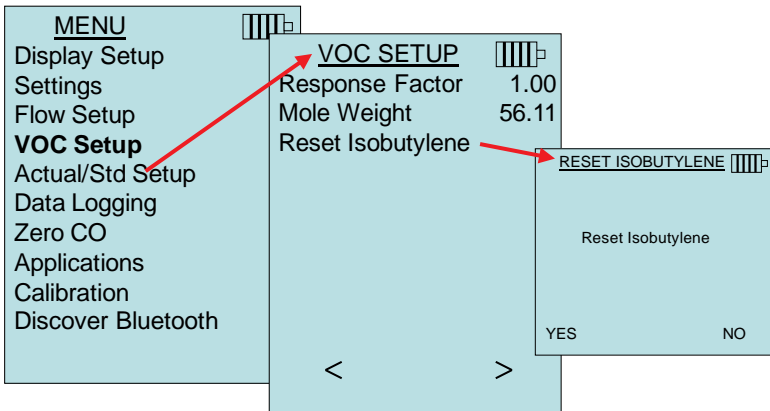 MENU
Display Setup
Settings
Flow Setup
VOC Setup
Actual/Std Setup
Data Logging
Zero CO
Applications
Calibration
Discover Bluetooth
VOC SETUP
Response Factor 1.00
Mole Weight 56.11
Reset Isobutylene
< >
RESET ISOBUTYLENE
Reset Isobutylene
YES NO